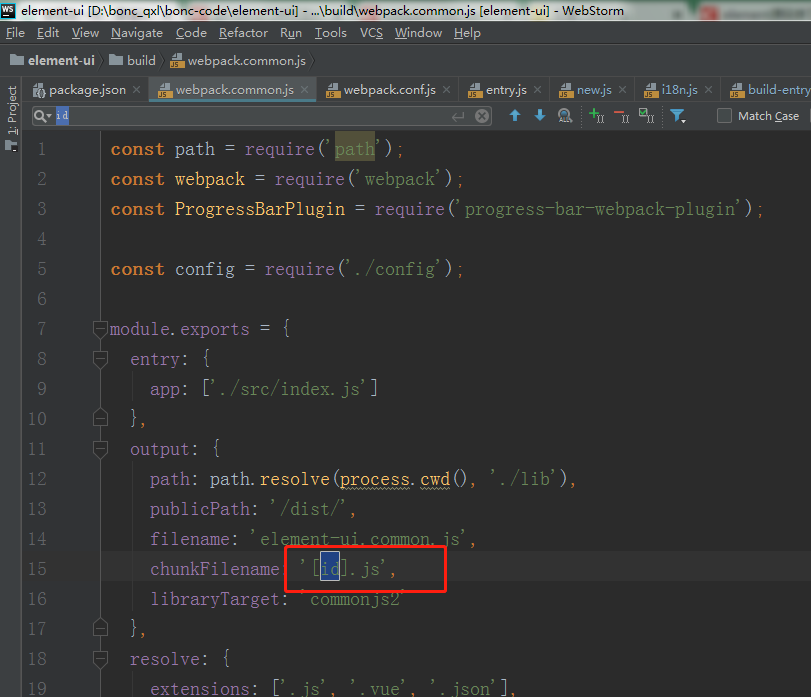 element-ui [D:\bonc_qxl\bonc-code\element-ui] - ...\build\webpack.common.js [element-ui] - WebStorm
File Edit View Navigate Code Refactor Run Tools VCS Window Help
element-ui build webpack.common.js
package.json webpack.common.js webpack.conf.js entry.js new.js i18n.js build-entry
1: Project
id Match Case
1 const path = require('path');
2 const webpack = require('webpack');
3 const ProgressBarPlugin = require('progress-bar-webpack-plugin');
4
5 const config = require('./config');
6
7 module.exports = {
8 entry: {
9 app: ['./src/index.js']
10 },
11 output: {
12 path: path.resolve(process.cwd(), './lib'),
13 publicPath: '/dist/',
14 filename: 'element-ui.common.js',
15 chunkFilename: '[id].js',
16 libraryTarget: 'commonjs2'
17 },
18 resolve: {
19 extensions: ['.js', '.vue', '.json'],